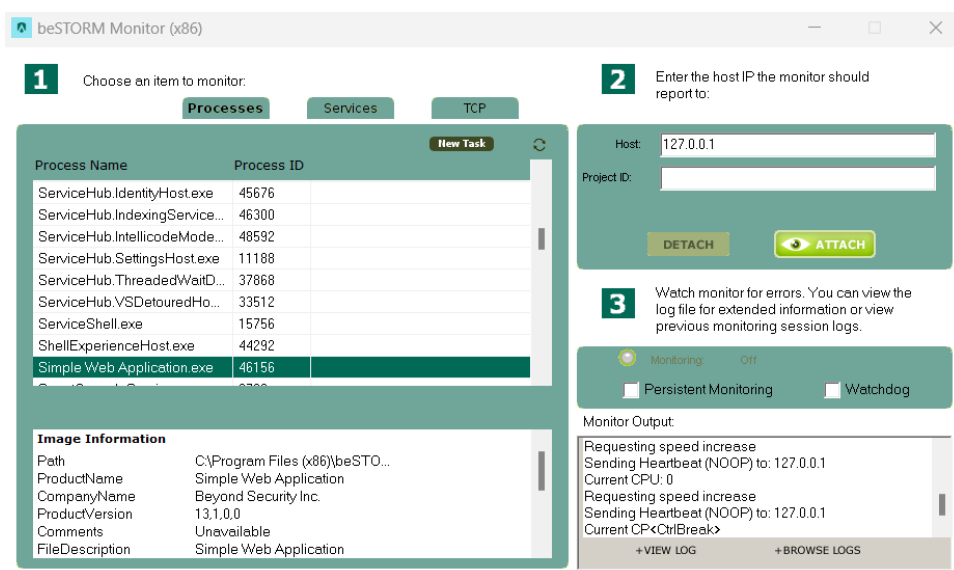 beSTORM Monitor (x86)
1 Choose an item to monitor:
Processes Services TCP
New Task
Process Name Process ID
ServiceHub.IdentityHost.exe 45676
ServiceHub.IndexingService... 46300
ServiceHub.IntellicodeMode... 48592
ServiceHub.SettingsHost.exe 11188
ServiceHub.ThreadedWaitD... 37868
ServiceHub.VSDetouredHo... 33512
ServiceShell.exe 15756
ShellExperienceHost.exe 44292
Simple Web Application.exe 46156
Image Information
Path C:\Program Files (x86)\beSTO...
ProductName Simple Web Application
CompanyName Beyond Security Inc.
ProductVersion 13,1,0,0
Comments Unavailable
FileDescription Simple Web Application
2 Enter the host IP the monitor should
report to:
Host: 127.0.0.1
Project ID:
DETACH ATTACH
3 Watch monitor for errors. You can view the
log file for extended information or view
previous monitoring session logs.
Monitoring: Off
Persistent Monitoring Watchdog
Monitor Output:
Requesting speed increase
Sending Heartbeat (NOOP) to: 127.0.0.1
Current CPU: 0
Requesting speed increase
Sending Heartbeat (NOOP) to: 127.0.0.1
Current CP<CtrlBreak>
+VIEW LOG +BROWSE LOGS